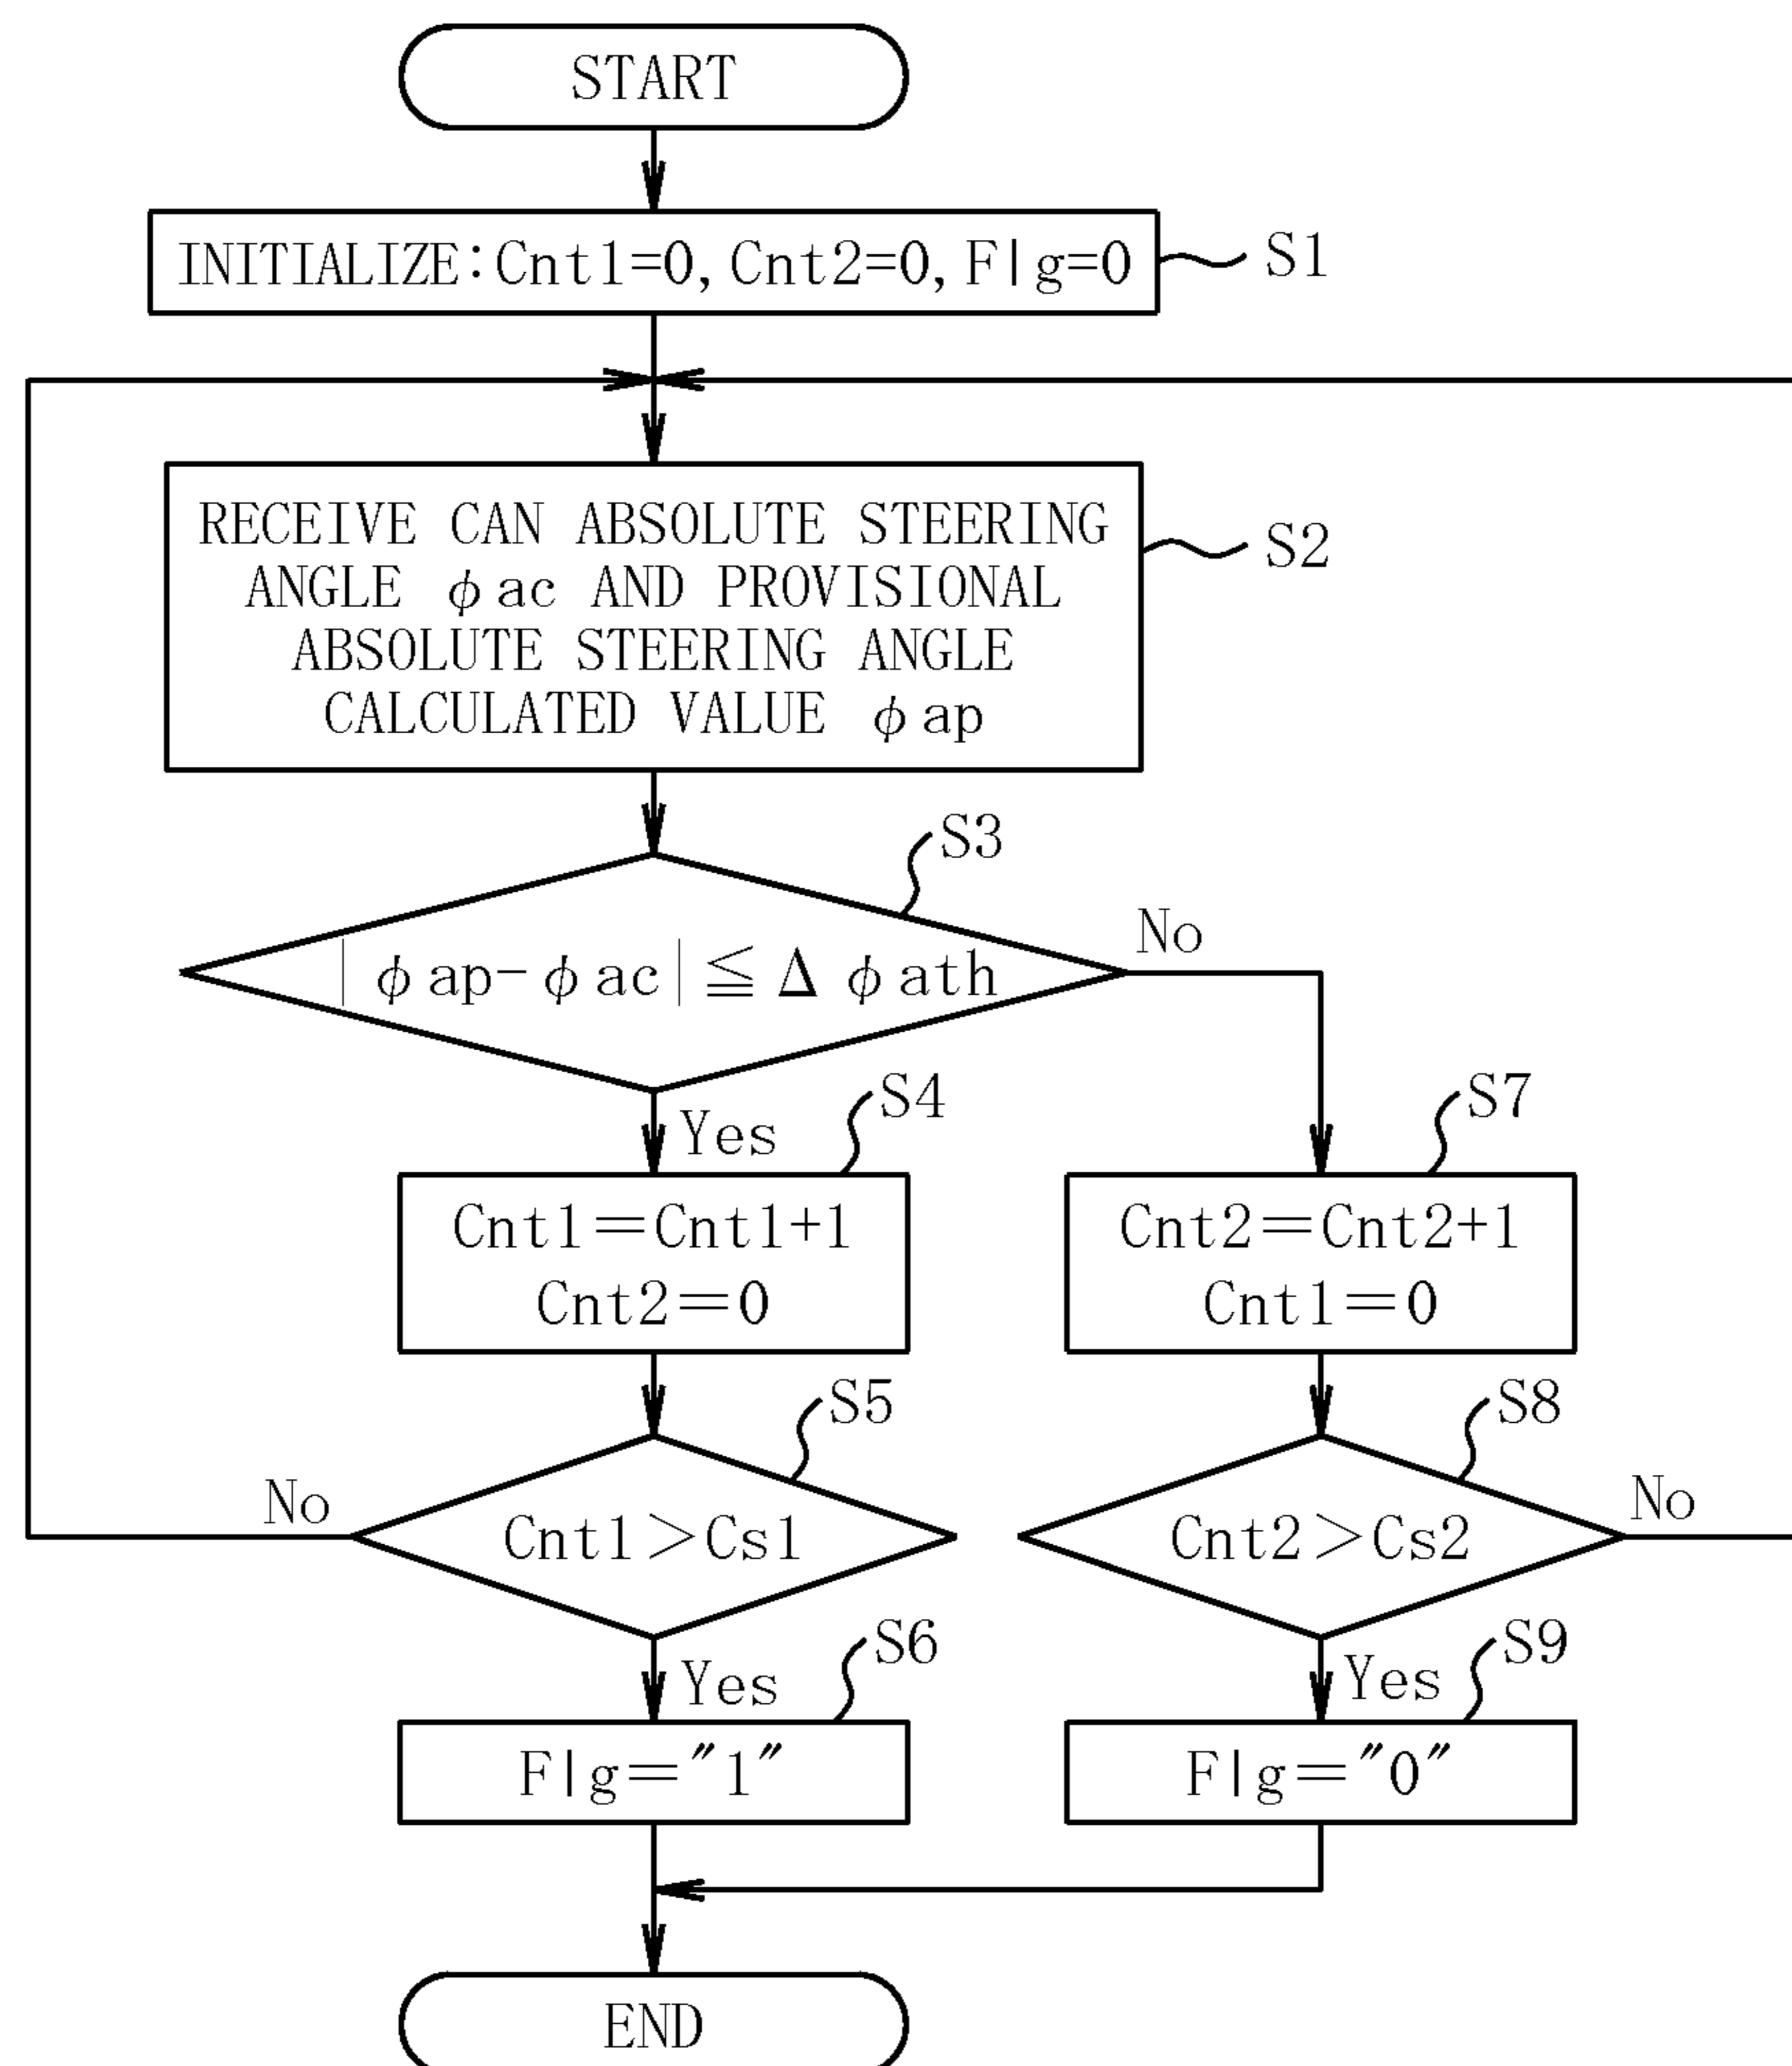 START
INITIALIZE:Cnt1=0, Cnt2=0, Flg=0
S1
RECEIVE CAN ABSOLUTE STEERING
ANGLE φac AND PROVISIONAL
ABSOLUTE STEERING ANGLE
CALCULATED VALUE φap
S2
S3
|φap-φac|≦Δφath
No
Yes
S4
S7
Cnt1=Cnt1+1
Cnt2=0
Cnt2=Cnt2+1
Cnt1=0
S5
S8
No
Cnt1>Cs1
Cnt2>Cs2
No
Yes
S6
Yes
S9
Flg="1"
Flg="0"
END